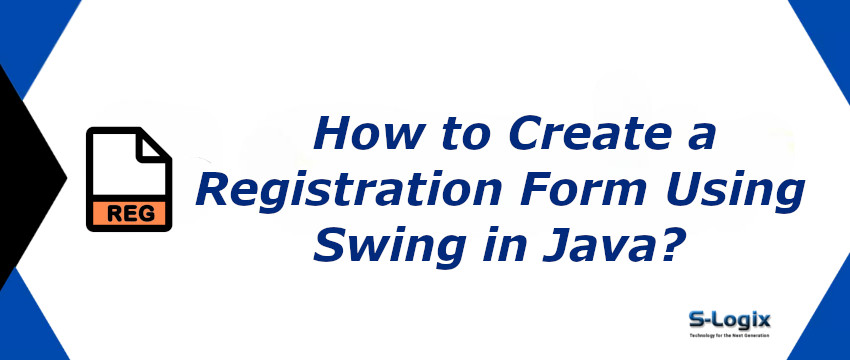 How to Create a
Registration Form Using
Swing in Java?
REG
S-Logix
Technology for the Next Generation